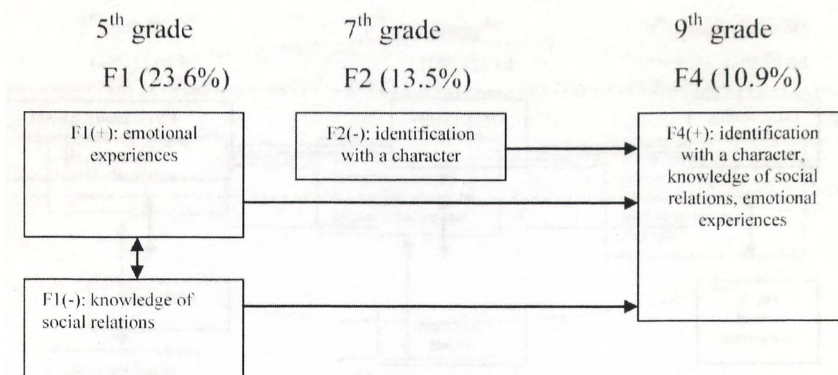 5th grade 7th grade 9th grade
F1 (23.6%) F2 (13.5%) F4 (10.9%)
F1(+): emotional
experiences
F2(-): identification
with a character
F4(+): identification
with a character,
knowledge of social
relations, emotional
experiences
F1(-): knowledge of
social relations